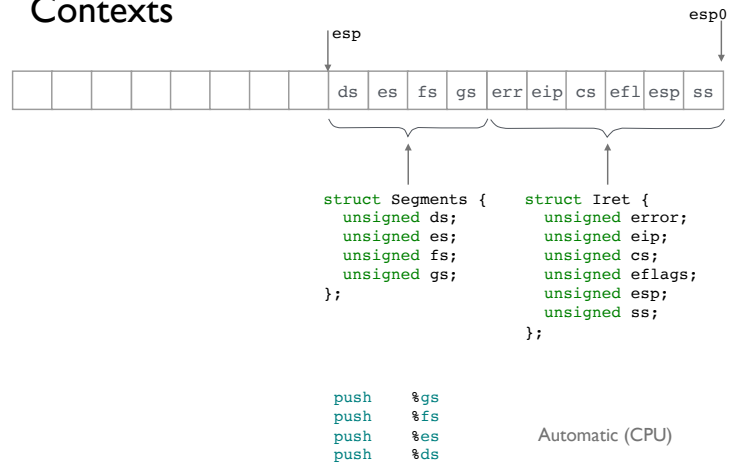 Contexts
esp0
esp
ds es fs gs err eip cs efl esp ss
struct Segments {
  unsigned ds;
  unsigned es;
  unsigned fs;
  unsigned gs;
};
struct Iret {
  unsigned error;
  unsigned eip;
  unsigned cs;
  unsigned eflags;
  unsigned esp;
  unsigned ss;
};
push %gs
push %fs
push %es
push %ds
Automatic (CPU)